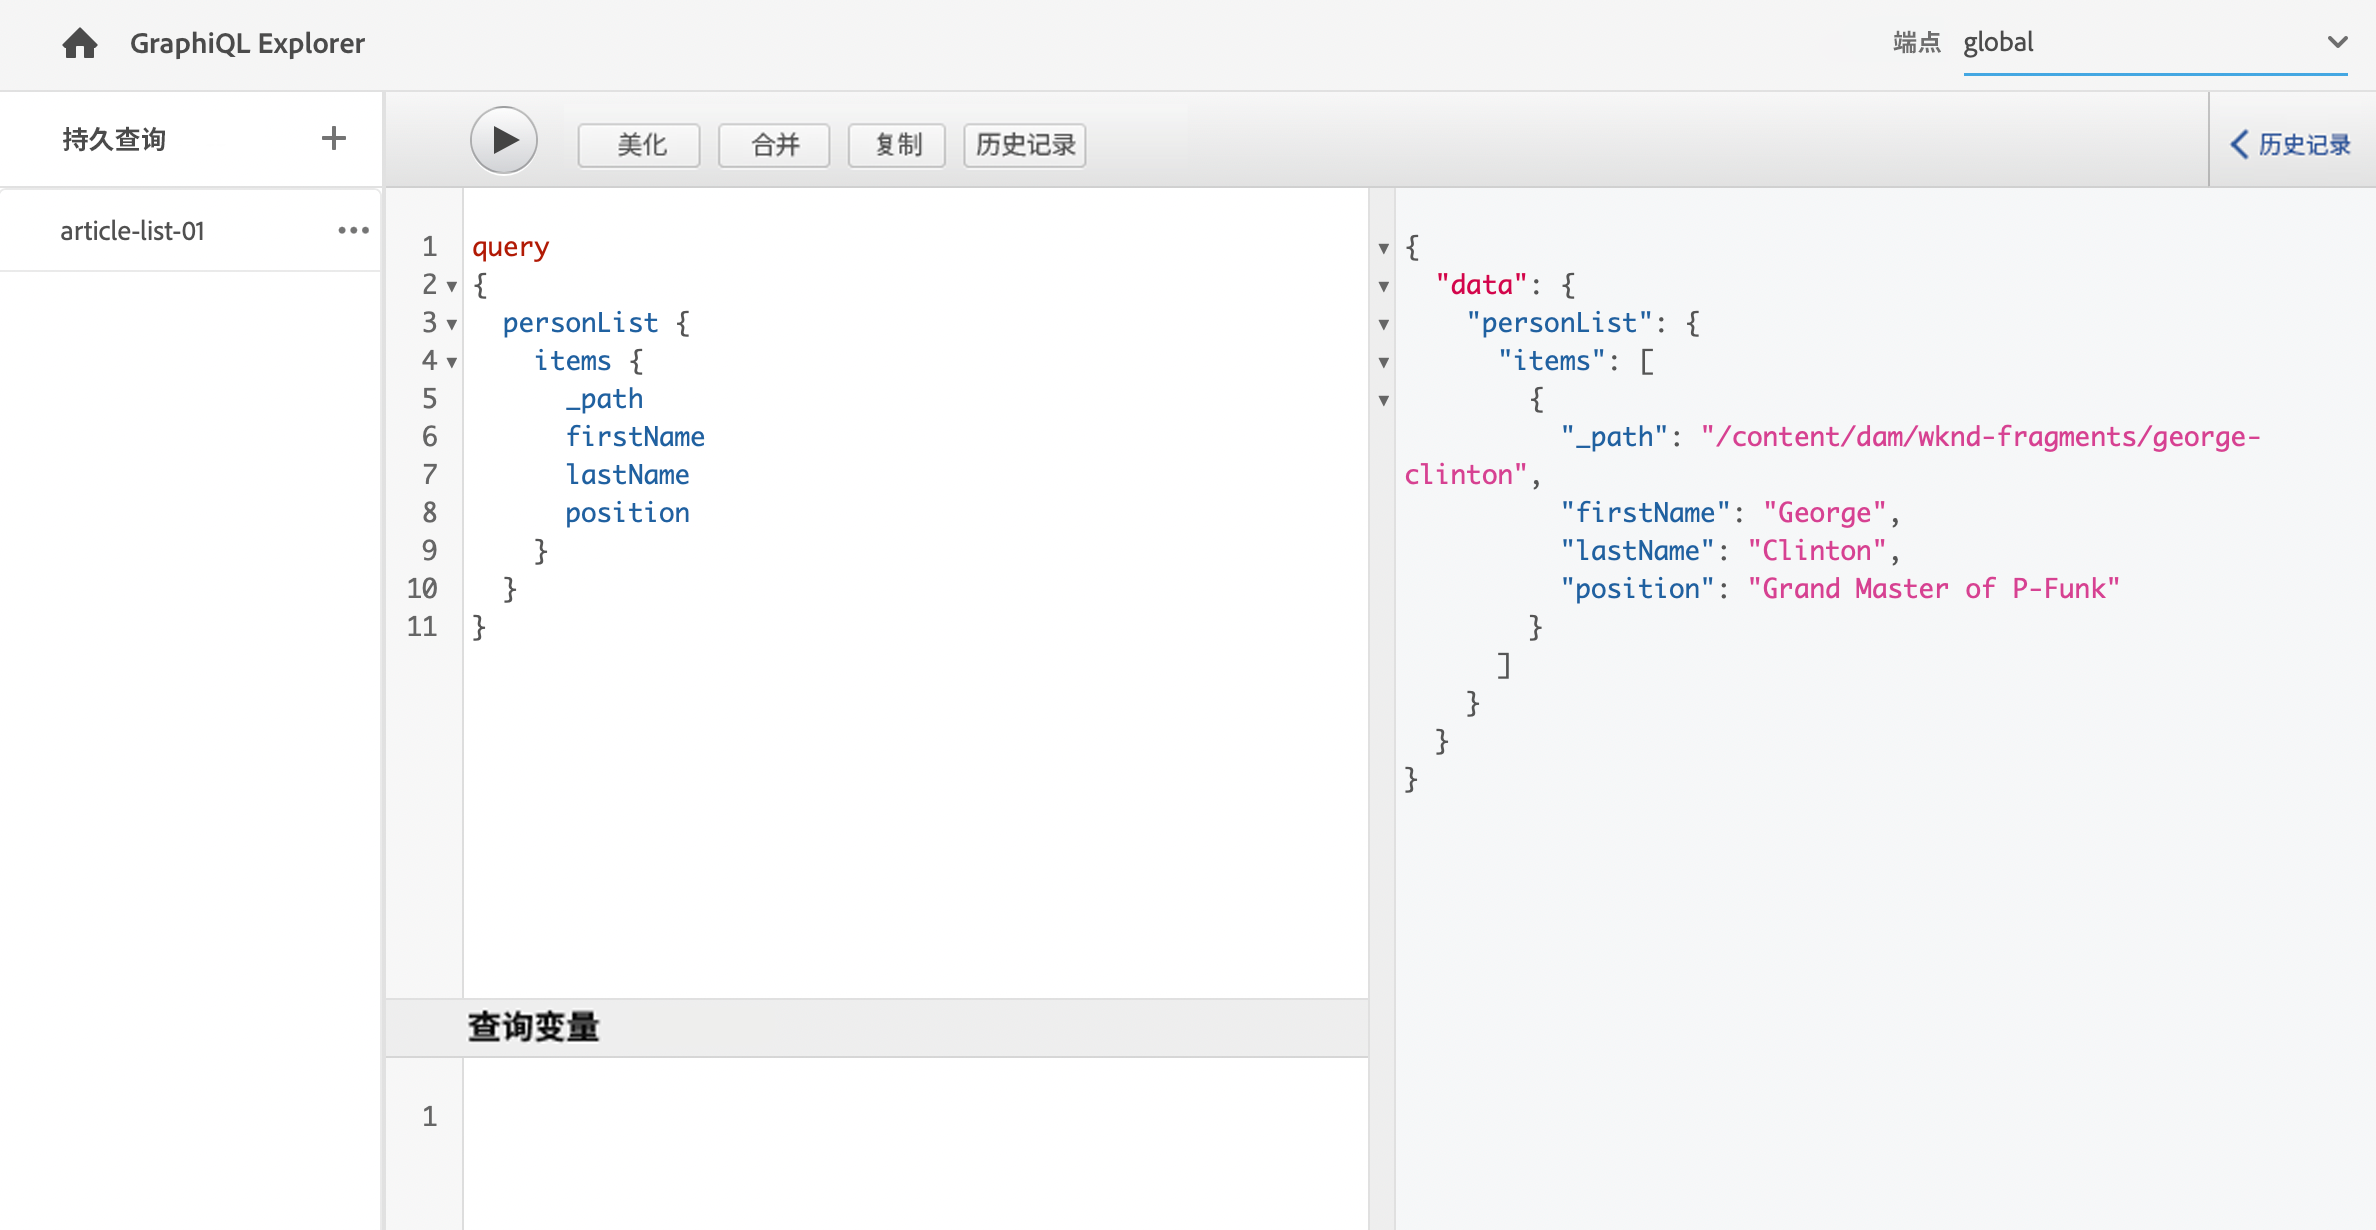 GraphiQL Explorer
端点 global
持久查询 +
美化 合并 复制 历史记录
历史记录
article-list-01 •••
1 query
2 {
3   personList {
4     items {
5       _path
6       firstName
7       lastName
8       position
9     }
10   }
11 }
查询变量
1
{
  "data": {
    "personList": {
      "items": [
        {
          "_path": "/content/dam/wknd-fragments/george-
clinton",
          "firstName": "George",
          "lastName": "Clinton",
          "position": "Grand Master of P-Funk"
        }
      ]
    }
  }
}